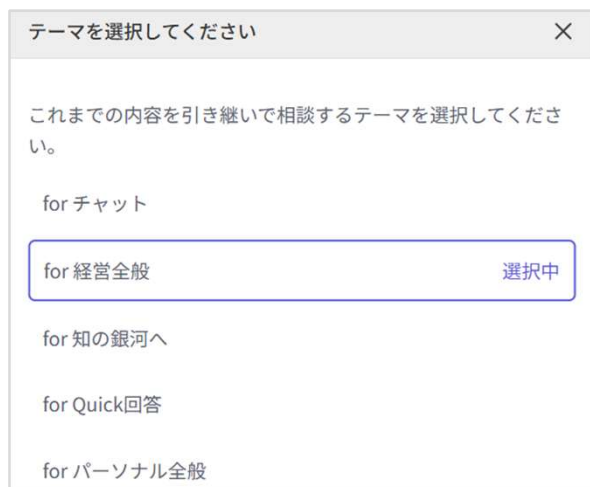 テーマを選択してください
これまでの内容を引き継いで相談するテーマを選択してくださ
い。
for チャット
for 経営全般 選択中
for 知の銀河へ
for Quick回答
for パーソナル全般